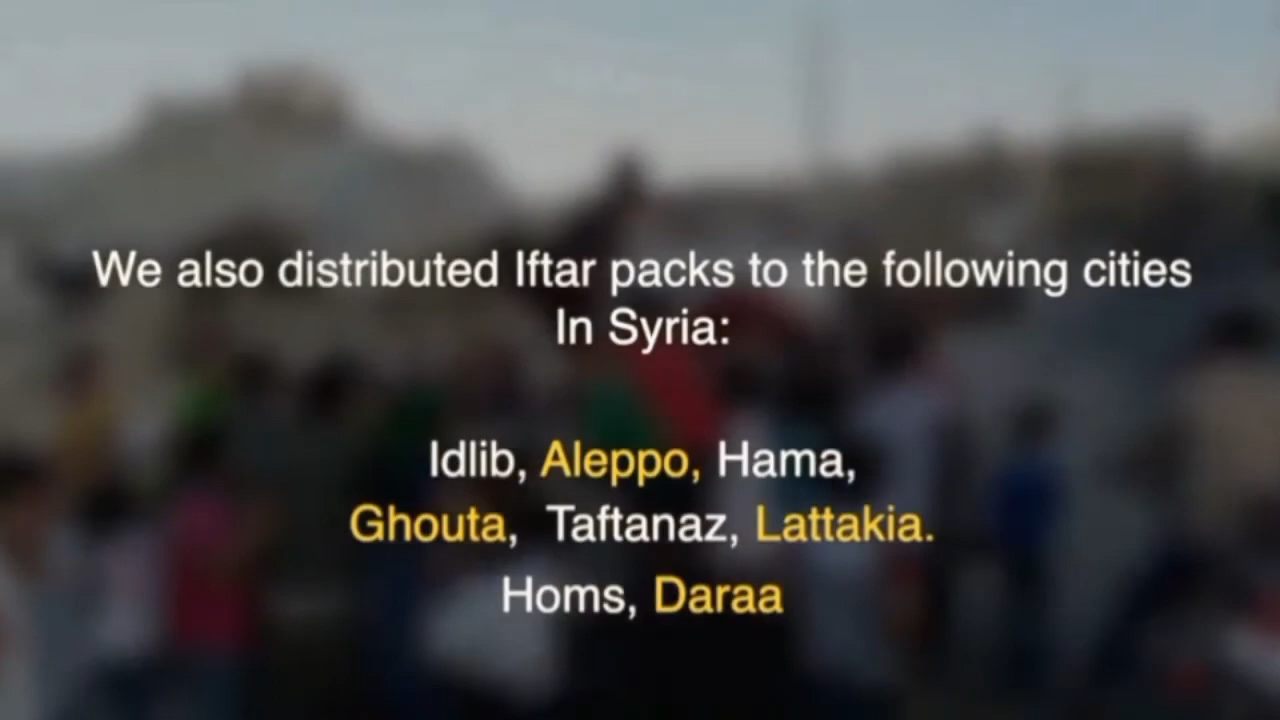 We also distributed Iftar packs to the following cities
In Syria:
Idlib, Aleppo, Hama,
Ghouta, Taftanaz, Lattakia.
Homs, Daraa